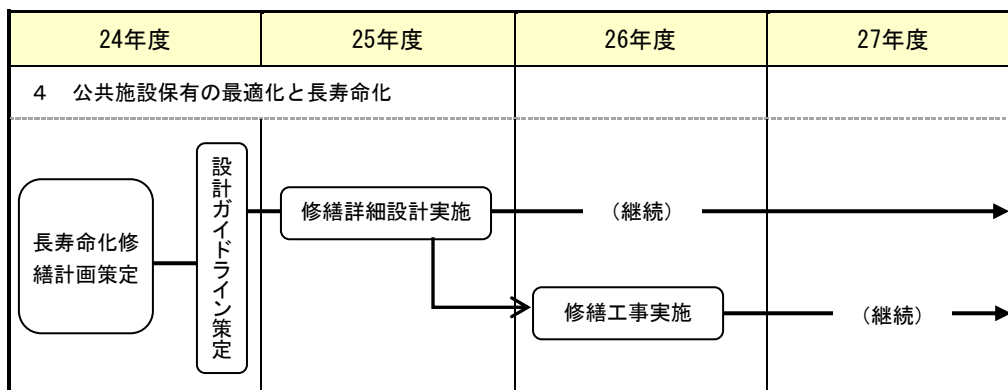 24年度
25年度
26年度
27年度
４　公共施設保有の最適化と長寿命化
長寿命化修
繕計画策定
設計ガイドライン策定
修繕詳細設計実施
（継続）
修繕工事実施
（継続）